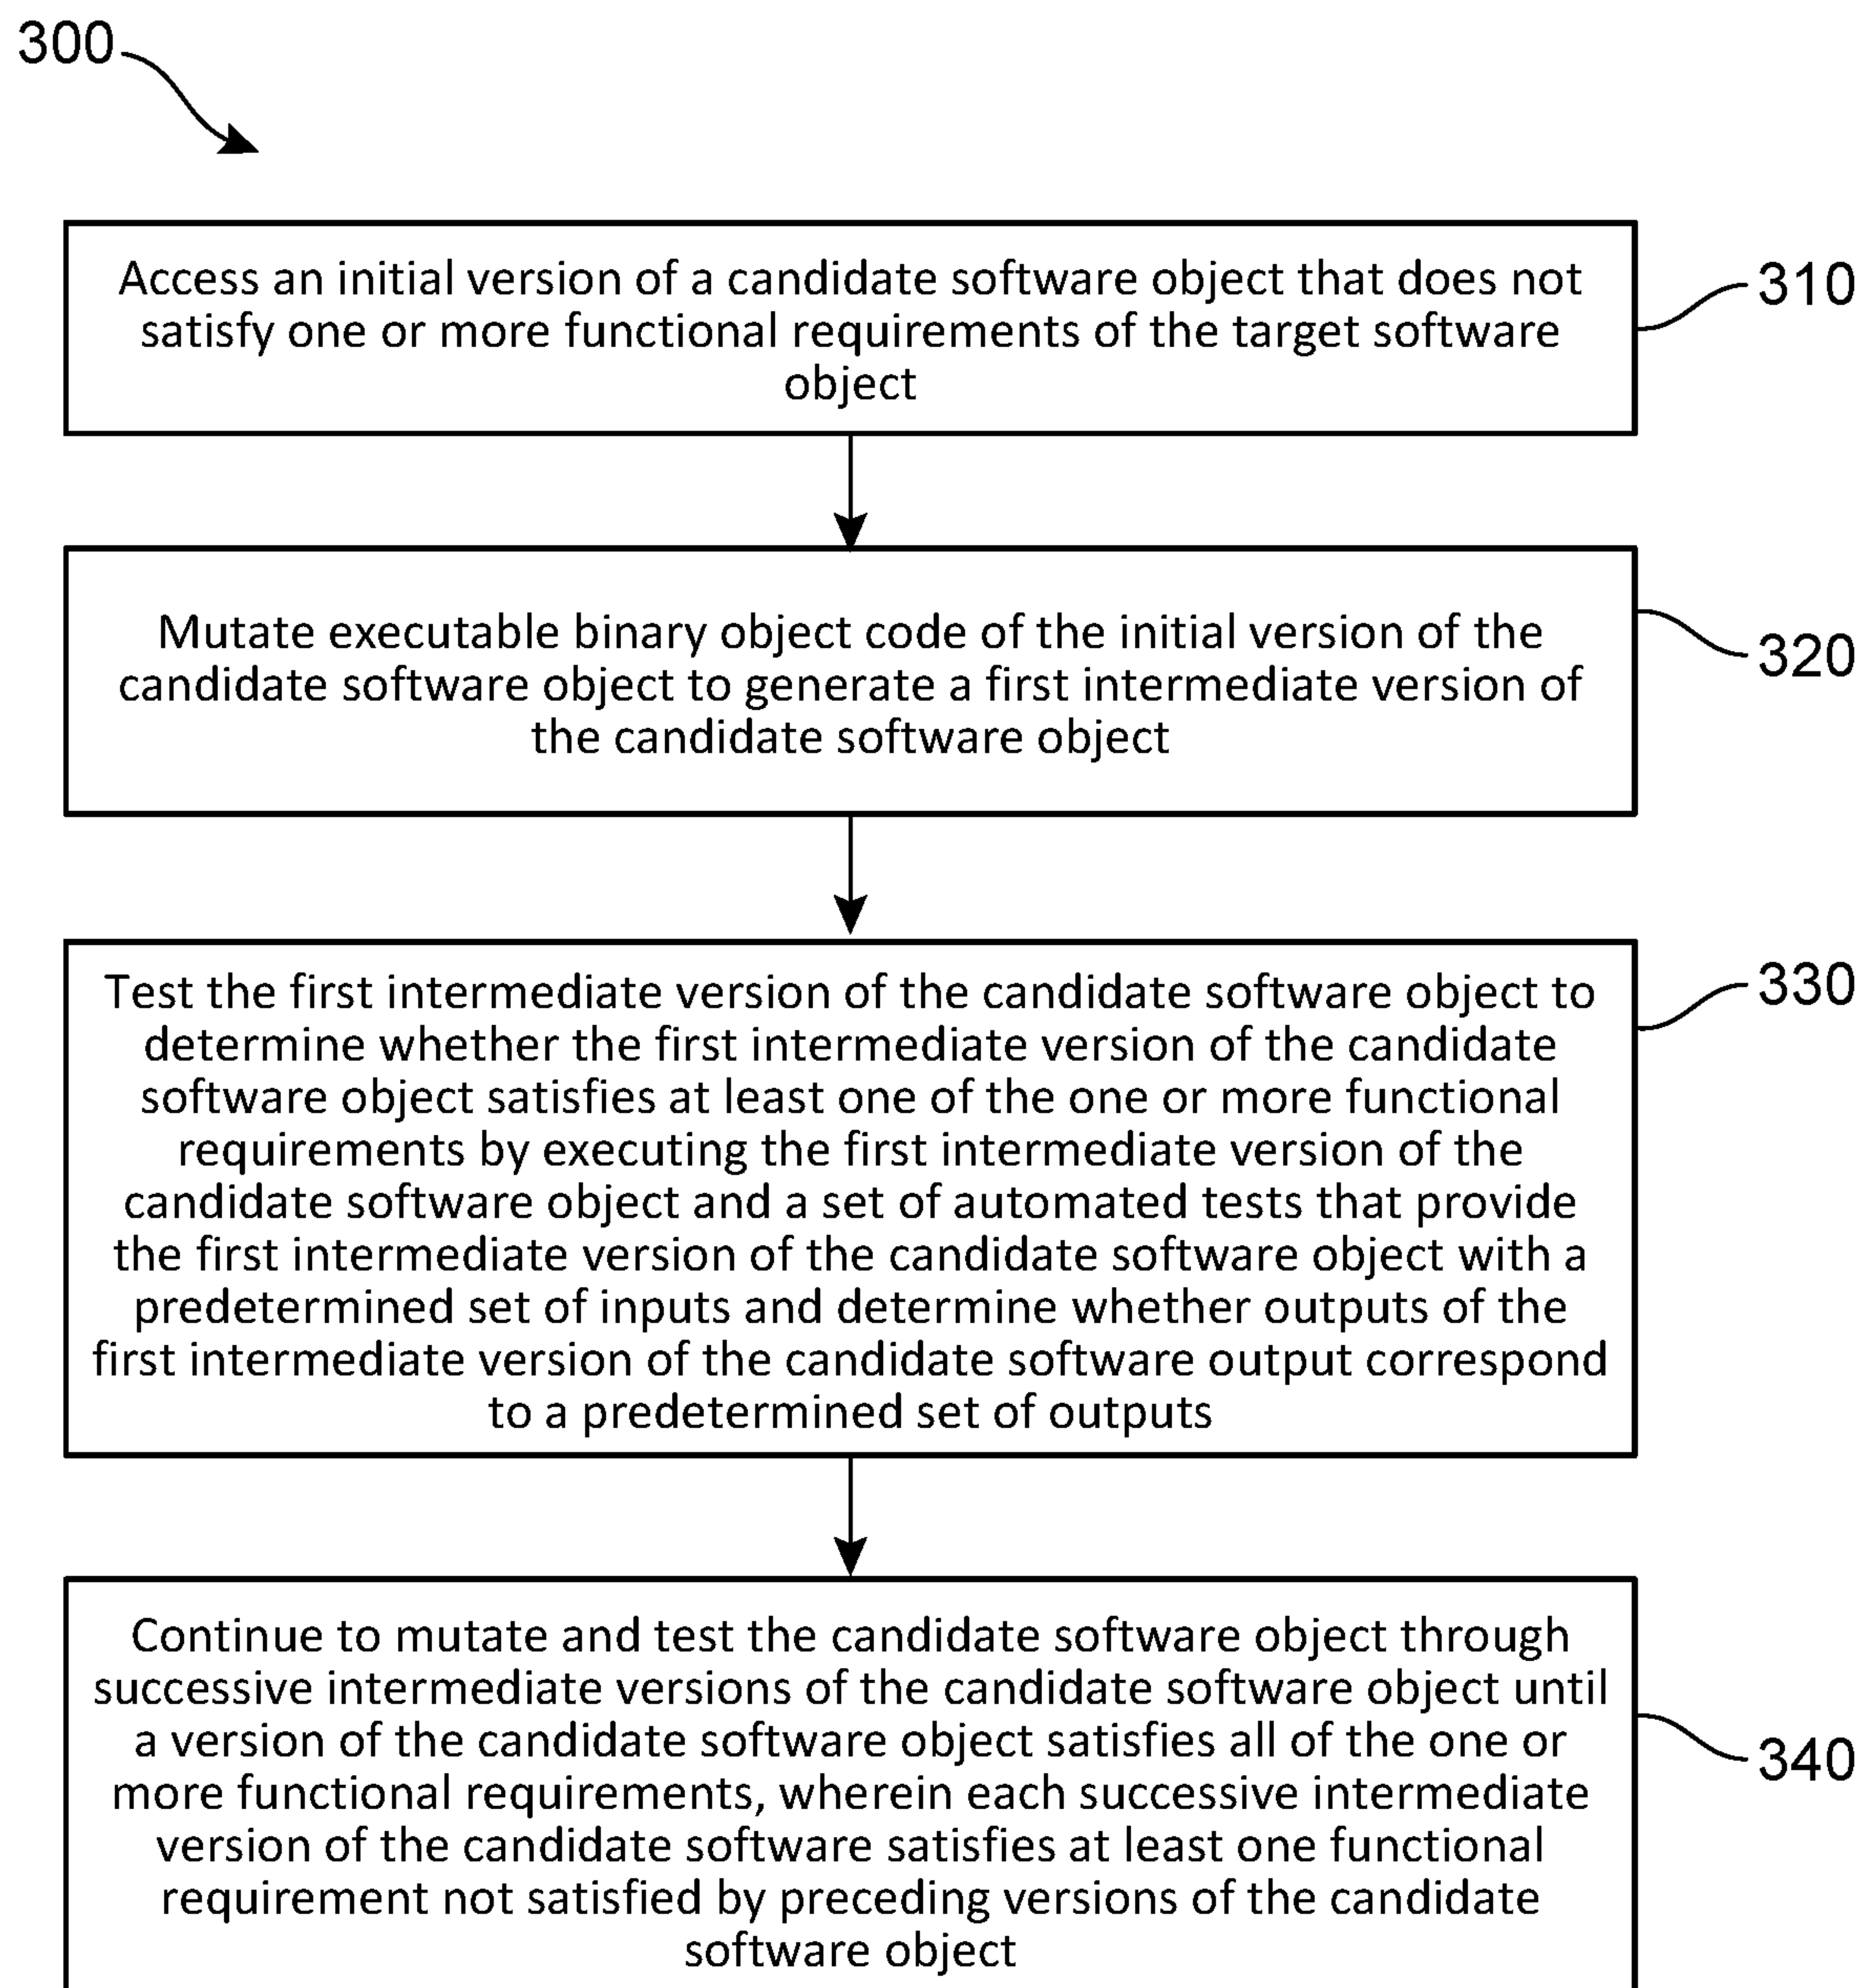 300
Access an initial version of a candidate software object that does not
satisfy one or more functional requirements of the target software
object
310
Mutate executable binary object code of the initial version of the
candidate software object to generate a first intermediate version of
the candidate software object
320
Test the first intermediate version of the candidate software object to
determine whether the first intermediate version of the candidate
software object satisfies at least one of the one or more functional
requirements by executing the first intermediate version of the
candidate software object and a set of automated tests that provide
the first intermediate version of the candidate software object with a
predetermined set of inputs and determine whether outputs of the
first intermediate version of the candidate software output correspond
to a predetermined set of outputs
330
Continue to mutate and test the candidate software object through
successive intermediate versions of the candidate software object until
a version of the candidate software object satisfies all of the one or
more functional requirements, wherein each successive intermediate
version of the candidate software satisfies at least one functional
requirement not satisfied by preceding versions of the candidate
software object
340